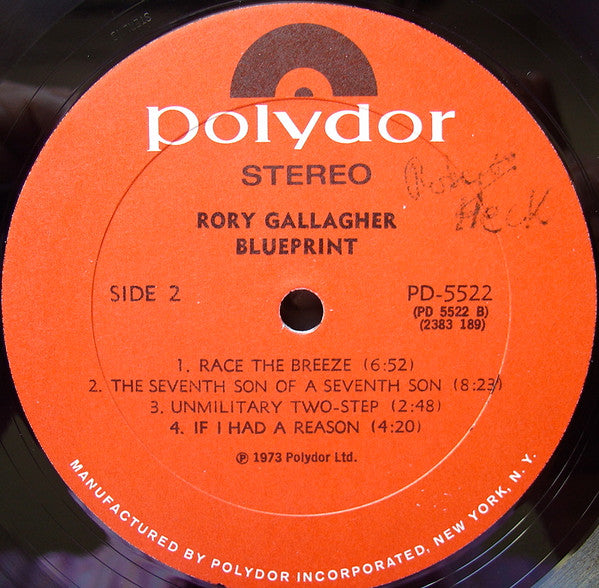 polydor
STEREO
Heck
RORY GALLAGHER
BLUEPRINT
SIDE 2
PD-5522
(PD 5522 B)
(2383 189)
1. RACE THE BREEZE (6:52)
2. THE SEVENTH SON OF A SEVENTH SON (8:23)
3. UNMILITARY TWO-STEP (2:48)
4. IF I HAD A REASON (4:20)
℗ 1973 Polydor Ltd.
MANUFACTURED BY POLYDOR INCORPORATED, NEW YORK, N. Y.